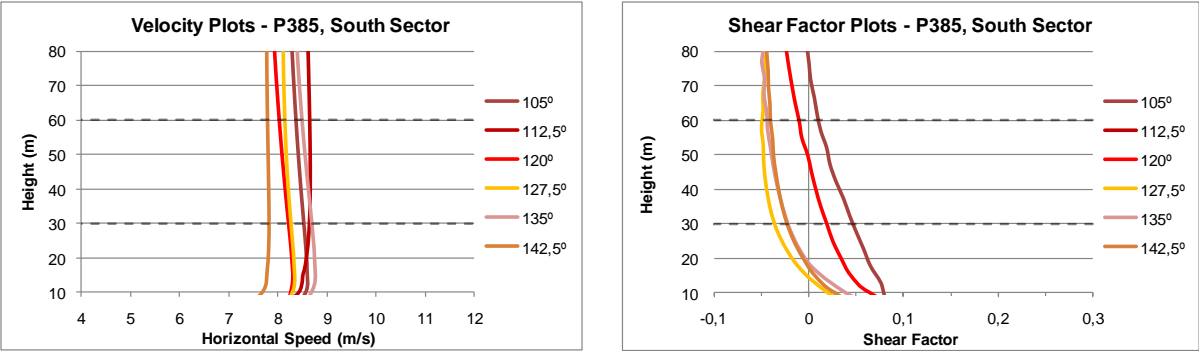 Velocity Plots - P385, South Sector
80
70
60
50
40
30
20
10
Height (m)
4 5 6 7 8 9 10 11 12
Horizontal Speed (m/s)
105º
112,5º
120º
127,5º
135º
142,5º
Shear Factor Plots - P385, South Sector
80
70
60
50
40
30
20
10
Height (m)
-0,1 0 0,1 0,2 0,3
Shear Factor
105º
112,5º
120º
127,5º
135º
142,5º